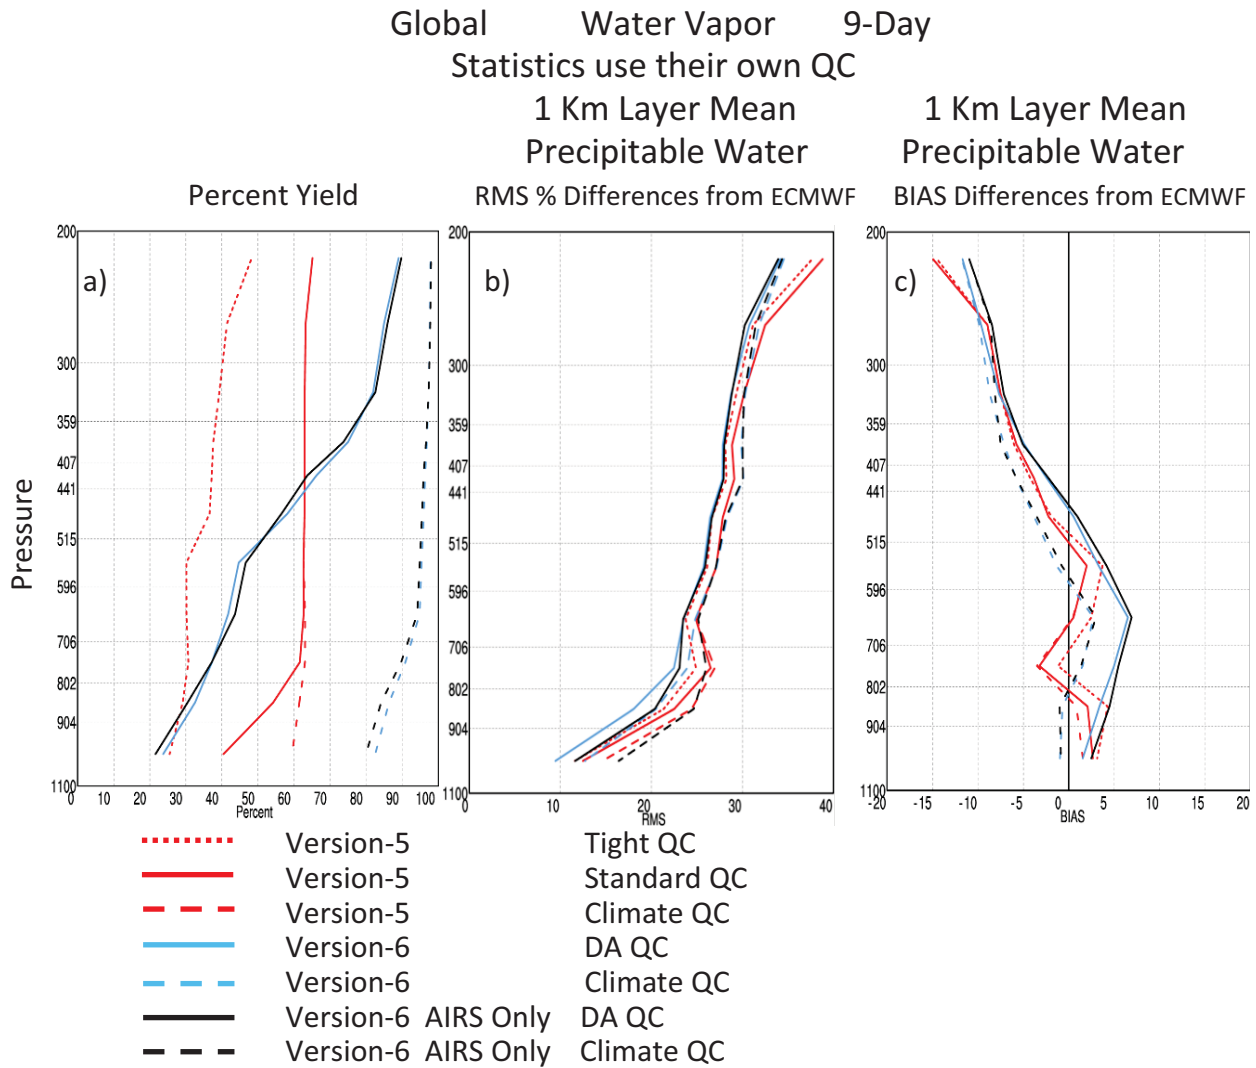 Global Water Vapor 9-Day
Statistics use their own QC
1 Km Layer Mean 1 Km Layer Mean
Precipitable Water Precipitable Water
Percent Yield RMS % Differences from ECMWF BIAS Differences from ECMWF
a) b) c)
Pressure
200
300
359
407
441
515
596
706
802
904
1100
0 10 20 30 40 50 60 70 80 90 100
Percent
200
300
359
407
441
515
596
706
802
904
1100
0 10 20 30 40
RMS
200
300
359
407
441
515
596
706
802
904
1100
-20 -15 -10 -5 0 5 10 15 20
BIAS
Version-5 Tight QC
Version-5 Standard QC
Version-5 Climate QC
Version-6 DA QC
Version-6 Climate QC
Version-6 AIRS Only DA QC
Version-6 AIRS Only Climate QC